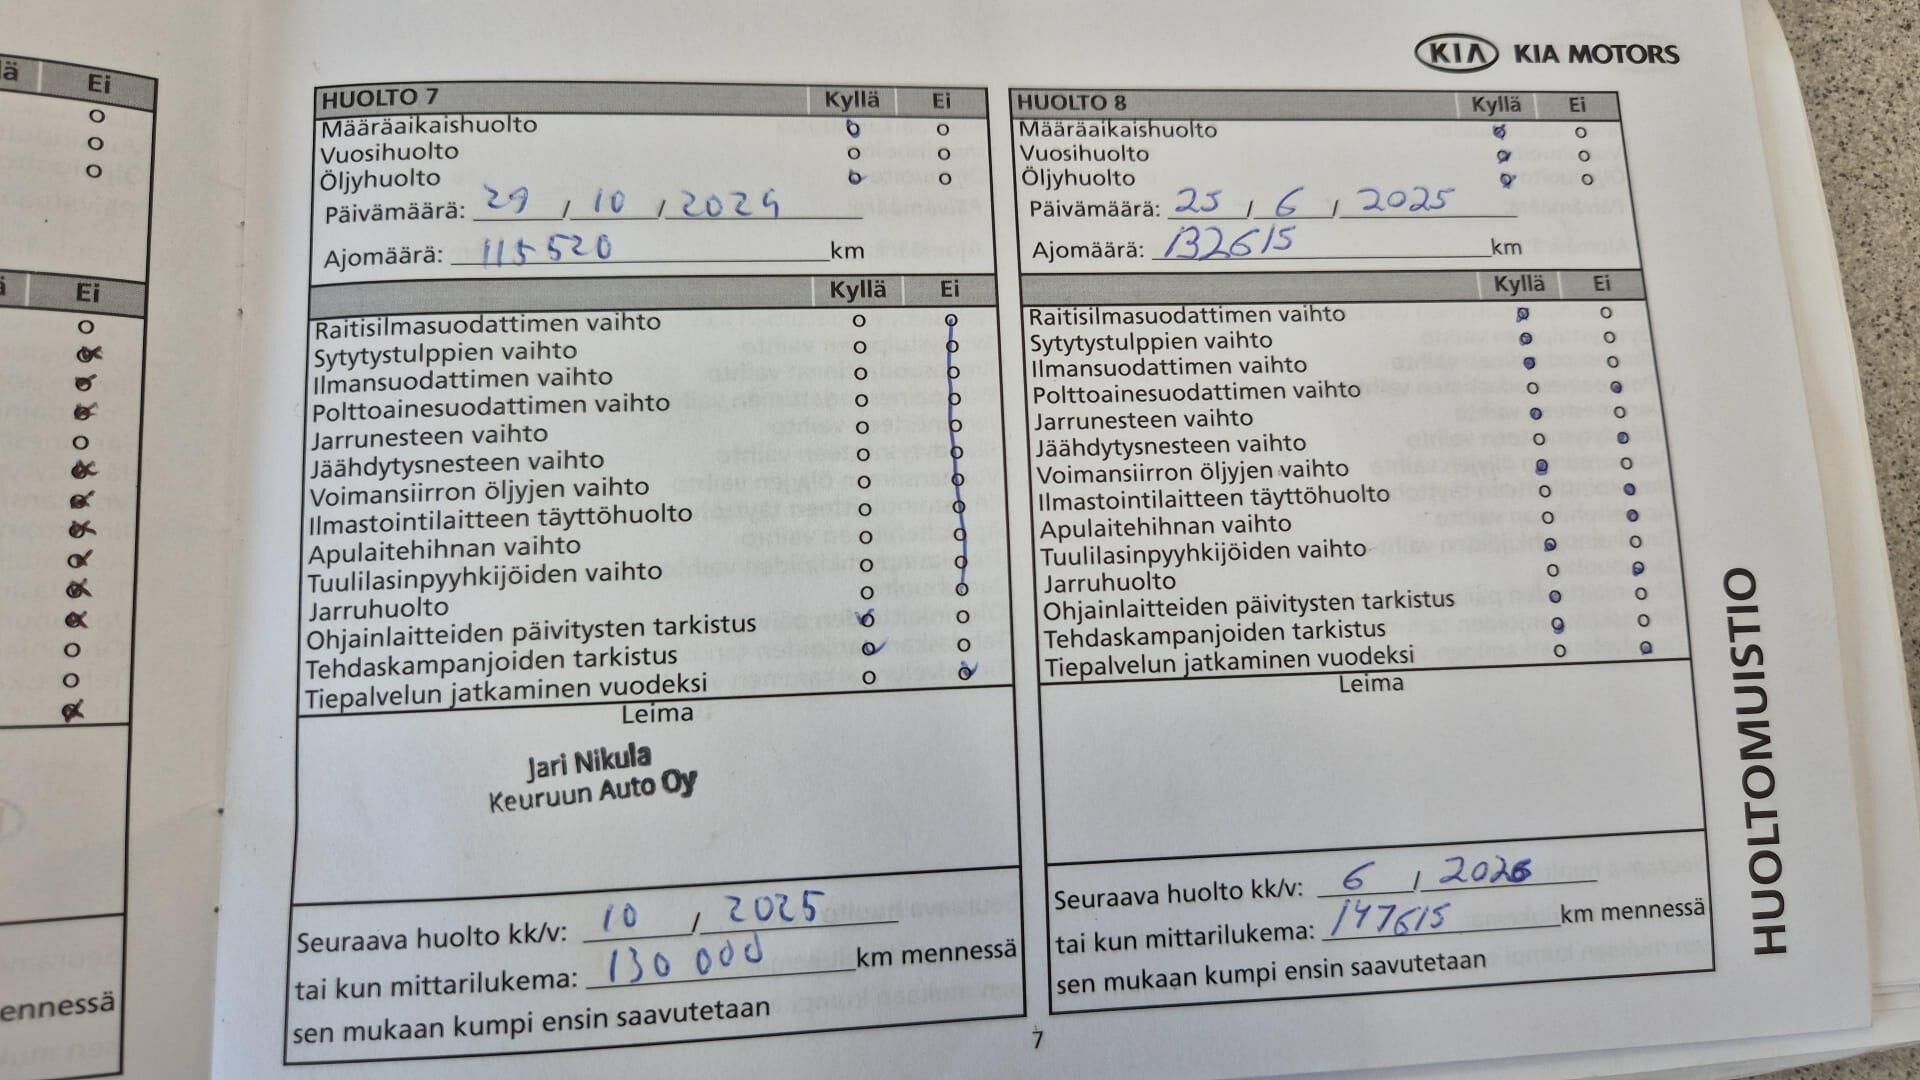 lä Ei
ä Ei
ennessä
KIA KIA MOTORS
HUOLTO 7 Kyllä Ei
Määräaikaishuolto
Vuosihuolto
Öljyhuolto
Päivämäärä: 29 / 10 / 2024
Ajomäärä: 115520 km
Kyllä Ei
Raitisilmasuodattimen vaihto
Sytytystulppien vaihto
Ilmansuodattimen vaihto
Polttoainesuodattimen vaihto
Jarrunesteen vaihto
Jäähdytysnesteen vaihto
Voimansiirron öljyjen vaihto
Ilmastointilaitteen täyttöhuolto
Apulaitehihnan vaihto
Tuulilasinpyyhkijöiden vaihto
Jarruhuolto
Ohjainlaitteiden päivitysten tarkistus
Tehdaskampanjoiden tarkistus
Tiepalvelun jatkaminen vuodeksi
Leima
Jari Nikula
Keuruun Auto Oy
Seuraava huolto kk/v: 10 / 2025
tai kun mittarilukema: 130 000 km mennessä
sen mukaan kumpi ensin saavutetaan
HUOLTO 8 Kyllä Ei
Määräaikaishuolto
Vuosihuolto
Öljyhuolto
Päivämäärä: 25 / 6 / 2025
Ajomäärä: 132615 km
Kyllä Ei
Raitisilmasuodattimen vaihto
Sytytystulppien vaihto
Ilmansuodattimen vaihto
Polttoainesuodattimen vaihto
Jarrunesteen vaihto
Jäähdytysnesteen vaihto
Voimansiirron öljyjen vaihto
Ilmastointilaitteen täyttöhuolto
Apulaitehihnan vaihto
Tuulilasinpyyhkijöiden vaihto
Jarruhuolto
Ohjainlaitteiden päivitysten tarkistus
Tehdaskampanjoiden tarkistus
Tiepalvelun jatkaminen vuodeksi
Leima
Seuraava huolto kk/v: 6 / 2026
tai kun mittarilukema: 147615 km mennessä
sen mukaan kumpi ensin saavutetaan
7
HUOLTOMUISTIO